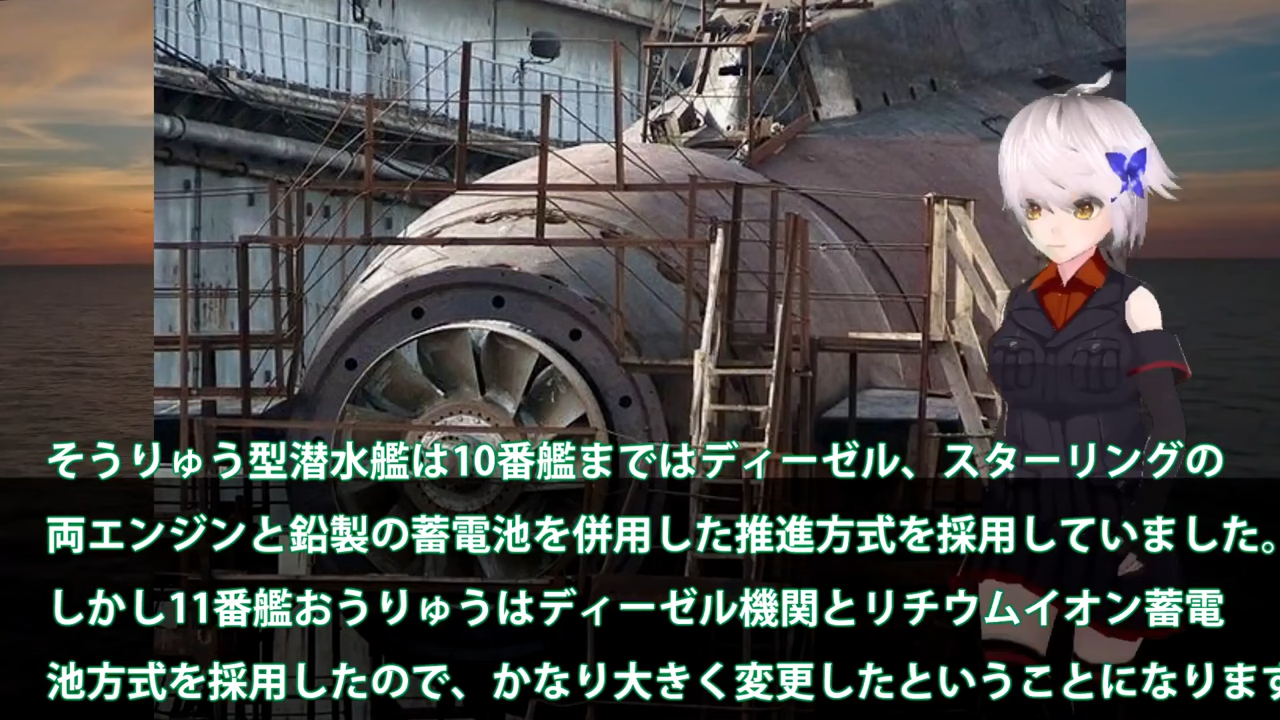 そうりゅう型潜水艦は10番艦まではディーゼル、スターリングの
両エンジンと鉛製の蓄電池を併用した推進方式を採用していました。
しかし11番艦おうりゅうはディーゼル機関とリチウムイオン蓄電
池方式を採用したので、かなり大きく変更したということになります